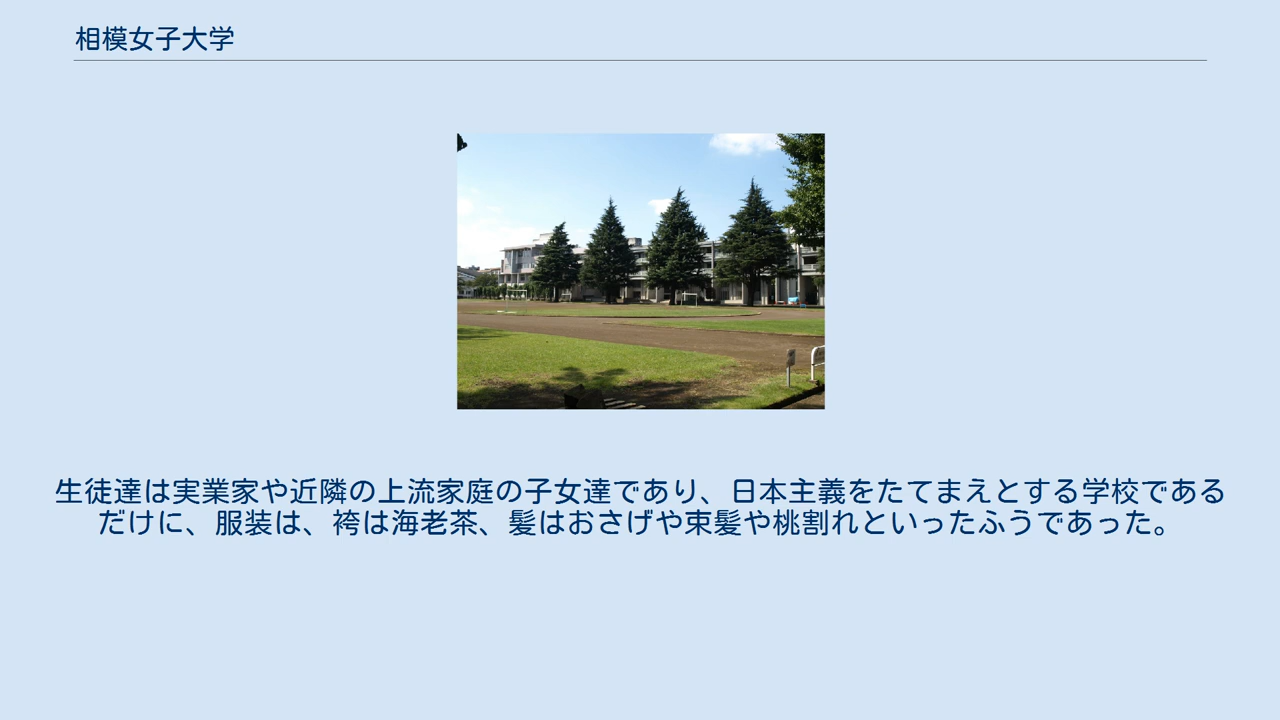 相模女子大学
生徒達は実業家や近隣の上流家庭の子女達であり、日本主義をたてまえとする学校である
だけに、服装は、袴は海老茶、髪はおさげや束髪や桃割れといったふうであった。